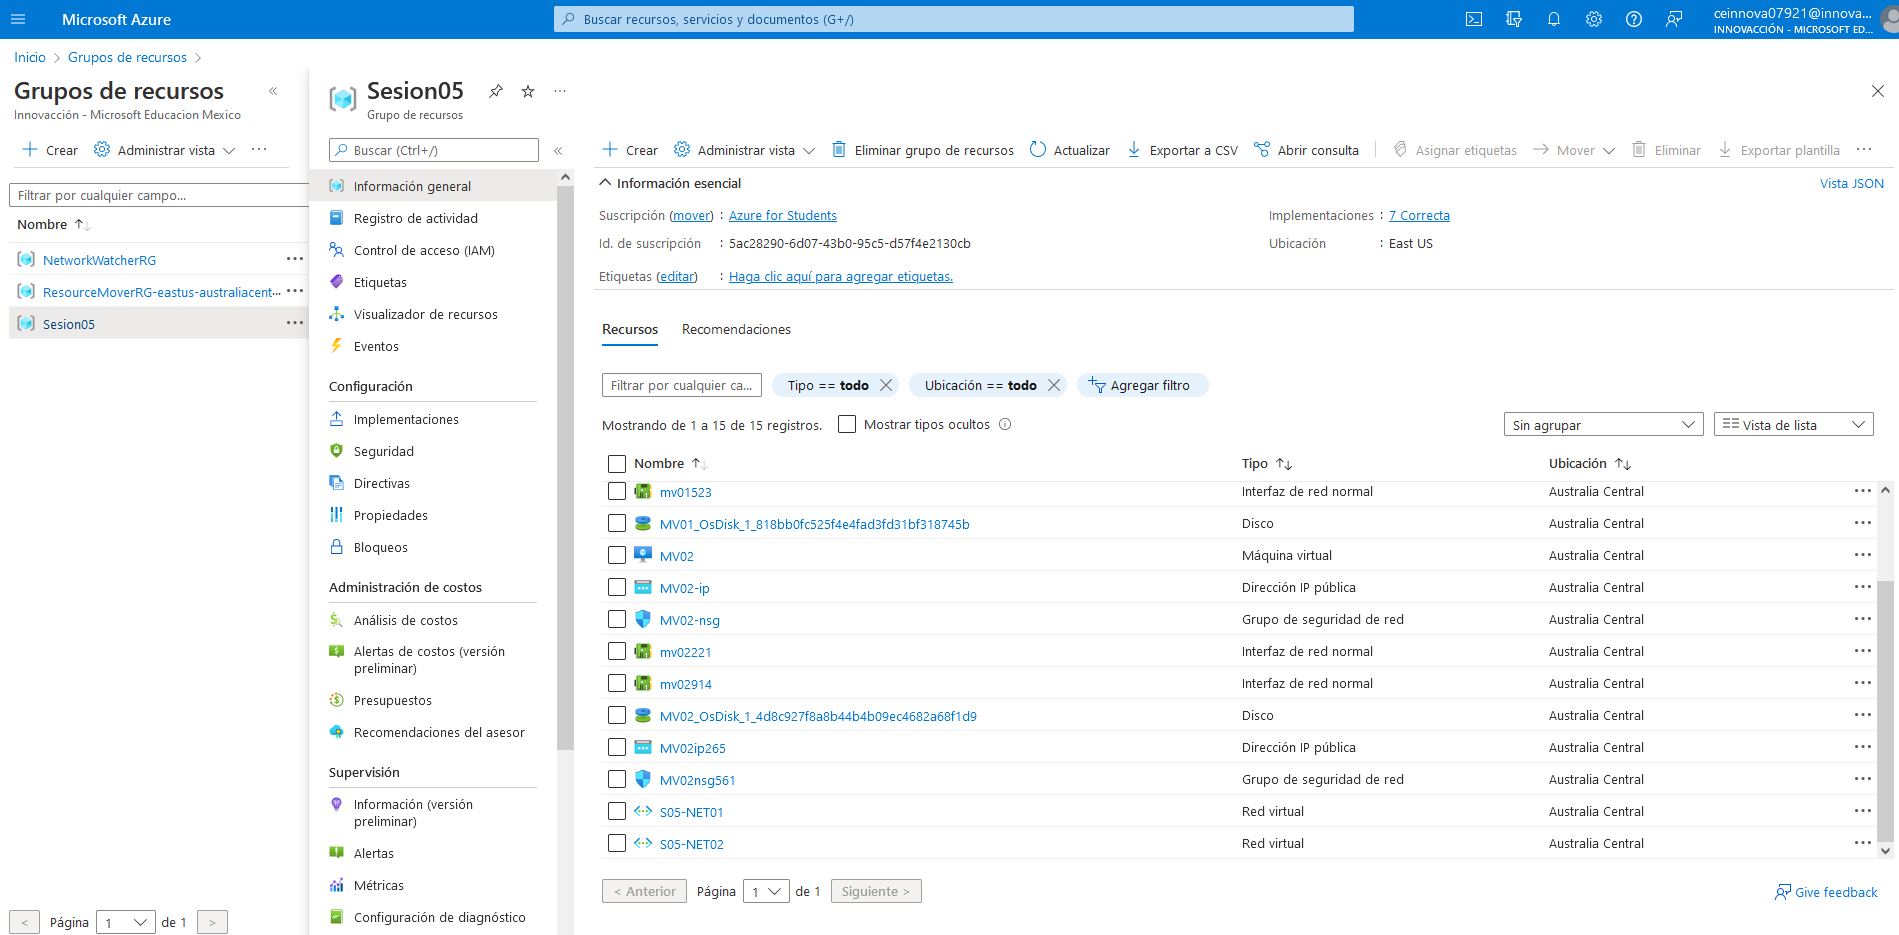 Microsoft Azure
Buscar recursos, servicios y documentos (G+/)
ceinnova07921@innova...
INNOVACCIÓN - MICROSOFT ED...
Inicio > Grupos de recursos >
Grupos de recursos
Innovacción - Microsoft Educacion Mexico
Crear Administrar vista
Filtrar por cualquier campo...
Nombre
NetworkWatcherRG
ResourceMoverRG-eastus-australiacent...
Sesion05
< Página 1 de 1 >
Sesion05
Grupo de recursos
Buscar (Ctrl+/)
Información general
Registro de actividad
Control de acceso (IAM)
Etiquetas
Visualizador de recursos
Eventos
Configuración
Implementaciones
Seguridad
Directivas
Propiedades
Bloqueos
Administración de costos
Análisis de costos
Alertas de costos (versión
preliminar)
Presupuestos
Recomendaciones del asesor
Supervisión
Información (versión
preliminar)
Alertas
Métricas
Configuración de diagnóstico
Crear Administrar vista Eliminar grupo de recursos Actualizar Exportar a CSV Abrir consulta Asignar etiquetas Mover Eliminar Exportar plantilla
Información esencial Vista JSON
Suscripción (mover) : Azure for Students Implementaciones : 7 Correcta
Id. de suscripción : 5ac28290-6d07-43b0-95c5-d57f4e2130cb Ubicación : East US
Etiquetas (editar) : Haga clic aquí para agregar etiquetas.
Recursos Recomendaciones
Filtrar por cualquier ca... Tipo == todo Ubicación == todo Agregar filtro
Mostrando de 1 a 15 de 15 registros. Mostrar tipos ocultos Sin agrupar Vista de lista
Nombre Tipo Ubicación
mv01523 Interfaz de red normal Australia Central
MV01_OsDisk_1_818bb0fc525f4e4fad3fd31bf318745b Disco Australia Central
MV02 Máquina virtual Australia Central
MV02-ip Dirección IP pública Australia Central
MV02-nsg Grupo de seguridad de red Australia Central
mv02221 Interfaz de red normal Australia Central
mv02914 Interfaz de red normal Australia Central
MV02_OsDisk_1_4d8c927f8a8b44b4b09ec4682a68f1d9 Disco Australia Central
MV02ip265 Dirección IP pública Australia Central
MV02nsg561 Grupo de seguridad de red Australia Central
S05-NET01 Red virtual Australia Central
S05-NET02 Red virtual Australia Central
< Anterior Página 1 de 1 Siguiente >
Give feedback